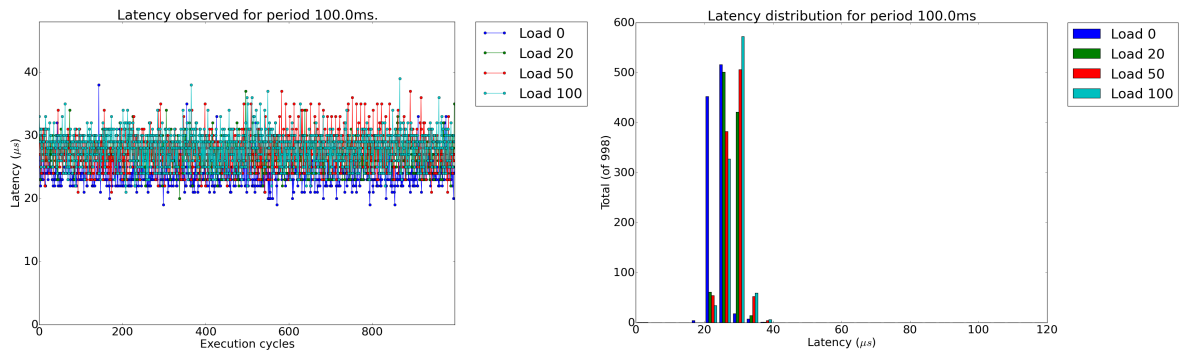 Latency observed for period 100.0ms.
Latency (μs)
40
30
20
10
0
0 200 400 600 800
Execution cycles
Load 0
Load 20
Load 50
Load 100
Latency distribution for period 100.0ms
Total (of 998)
600
500
400
300
200
100
0
0 20 40 60 80 100 120
Latency (μs)
Load 0
Load 20
Load 50
Load 100